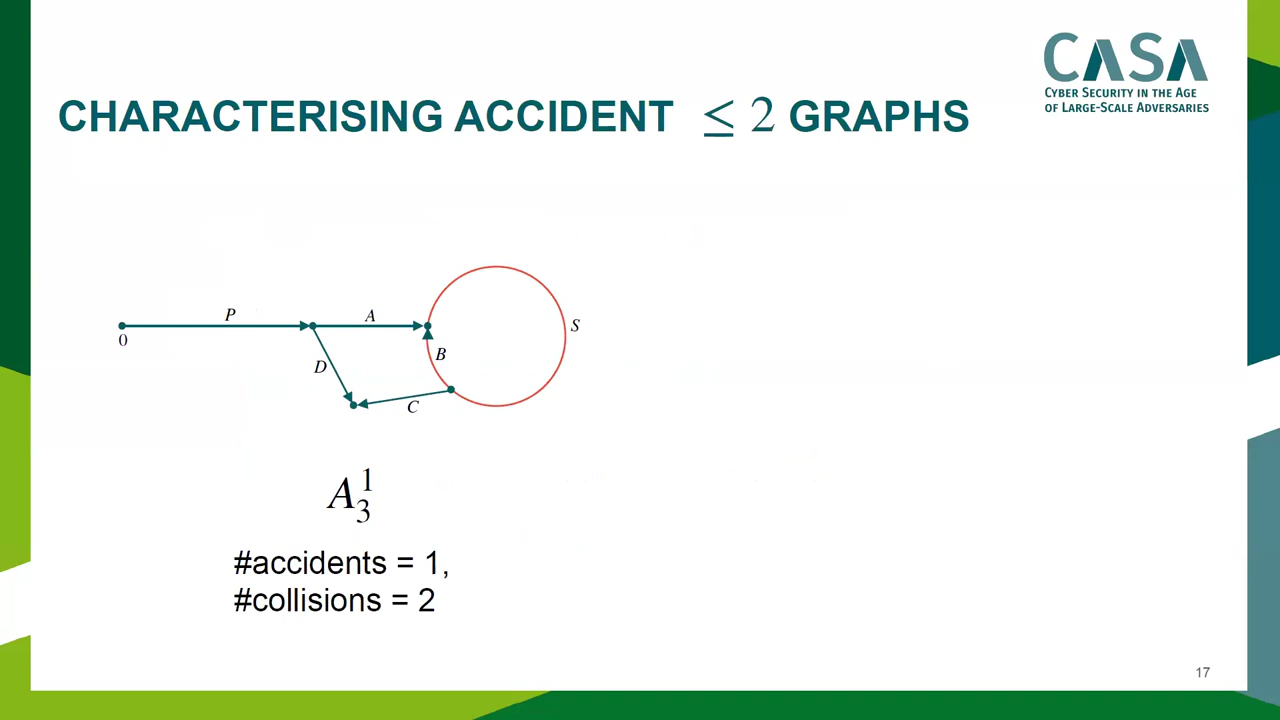 CASA
CYBER SECURITY IN THE AGE
OF LARGE-SCALE ADVERSARIES
CHARACTERISING ACCIDENT ≤ 2 GRAPHS
P
A
S
0
B
D
C
A₃¹
#accidents = 1,
#collisions = 2
17